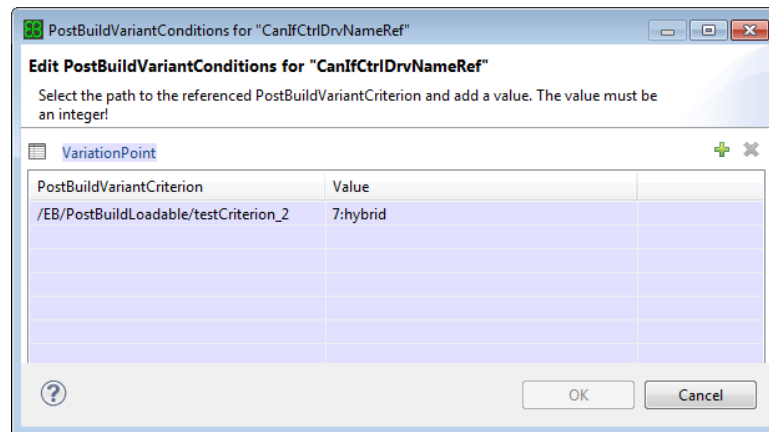 PostBuildVariantConditions for "CanIfCtrlDrvNameRef"
Edit PostBuildVariantConditions for "CanIfCtrlDrvNameRef"
Select the path to the referenced PostBuildVariantCriterion and add a value. The value must be
an integer!
VariationPoint
PostBuildVariantCriterion Value
/EB/PostBuildLoadable/testCriterion_2 7:hybrid
OK Cancel